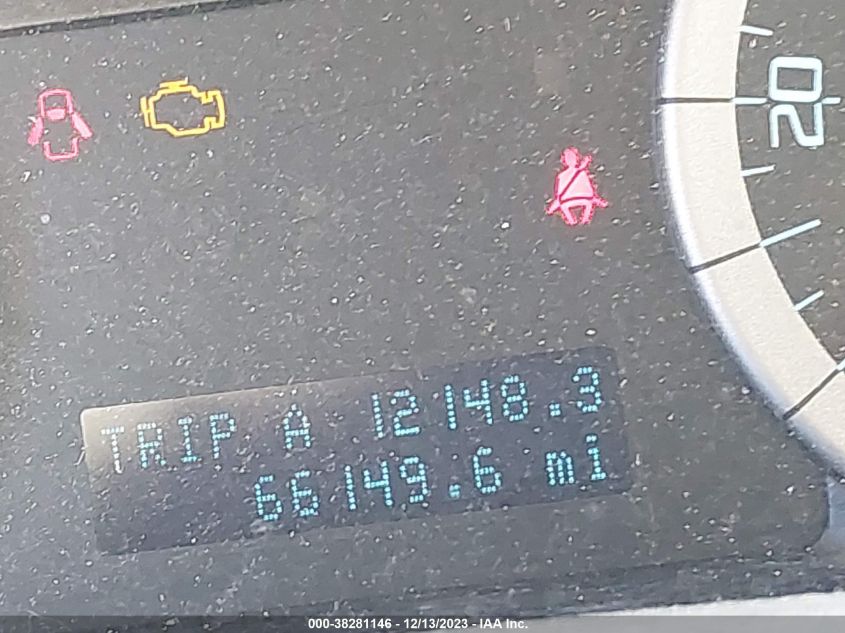 20
TRIP A 12148.3
66149.6 mi
000-38281146 - 12/13/2023 - IAA Inc.